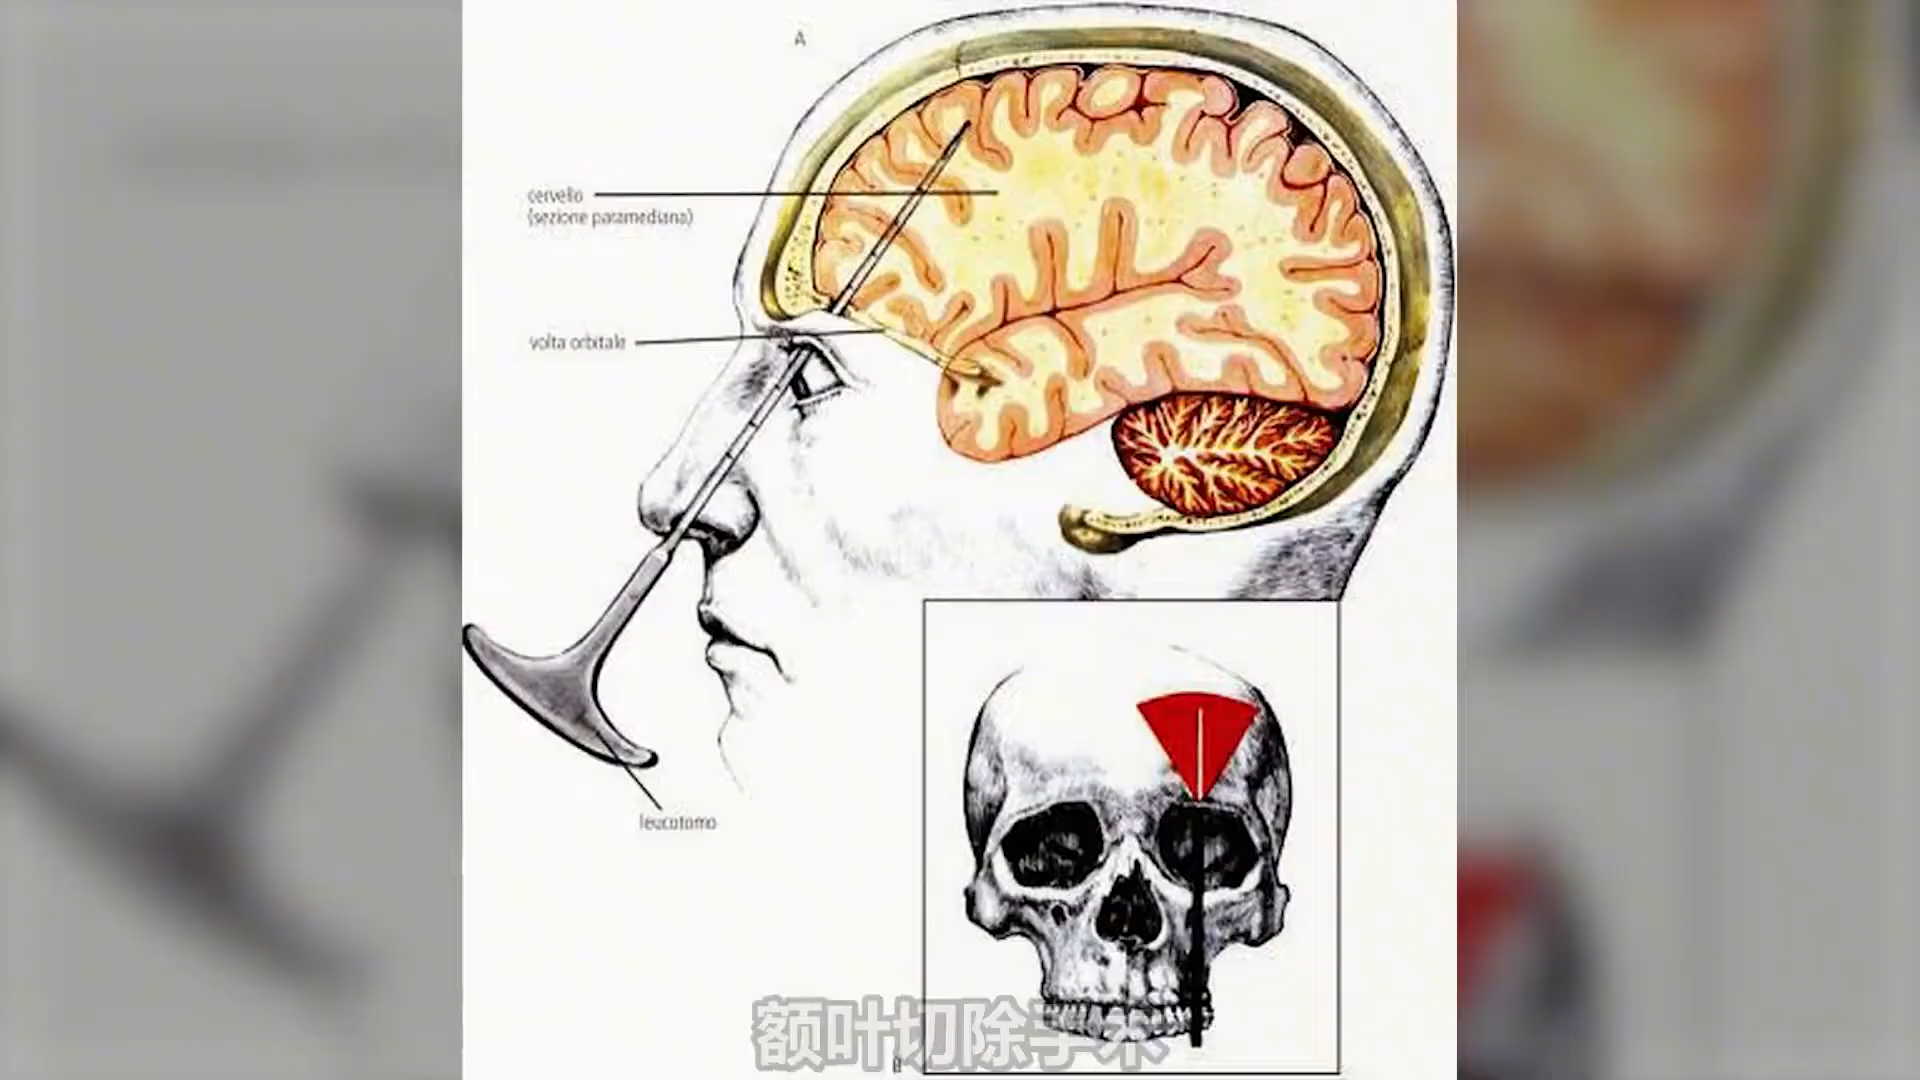 A
cervello
(sezione paramediana)
volta orbitale
leucotomo
额叶切除手术
B